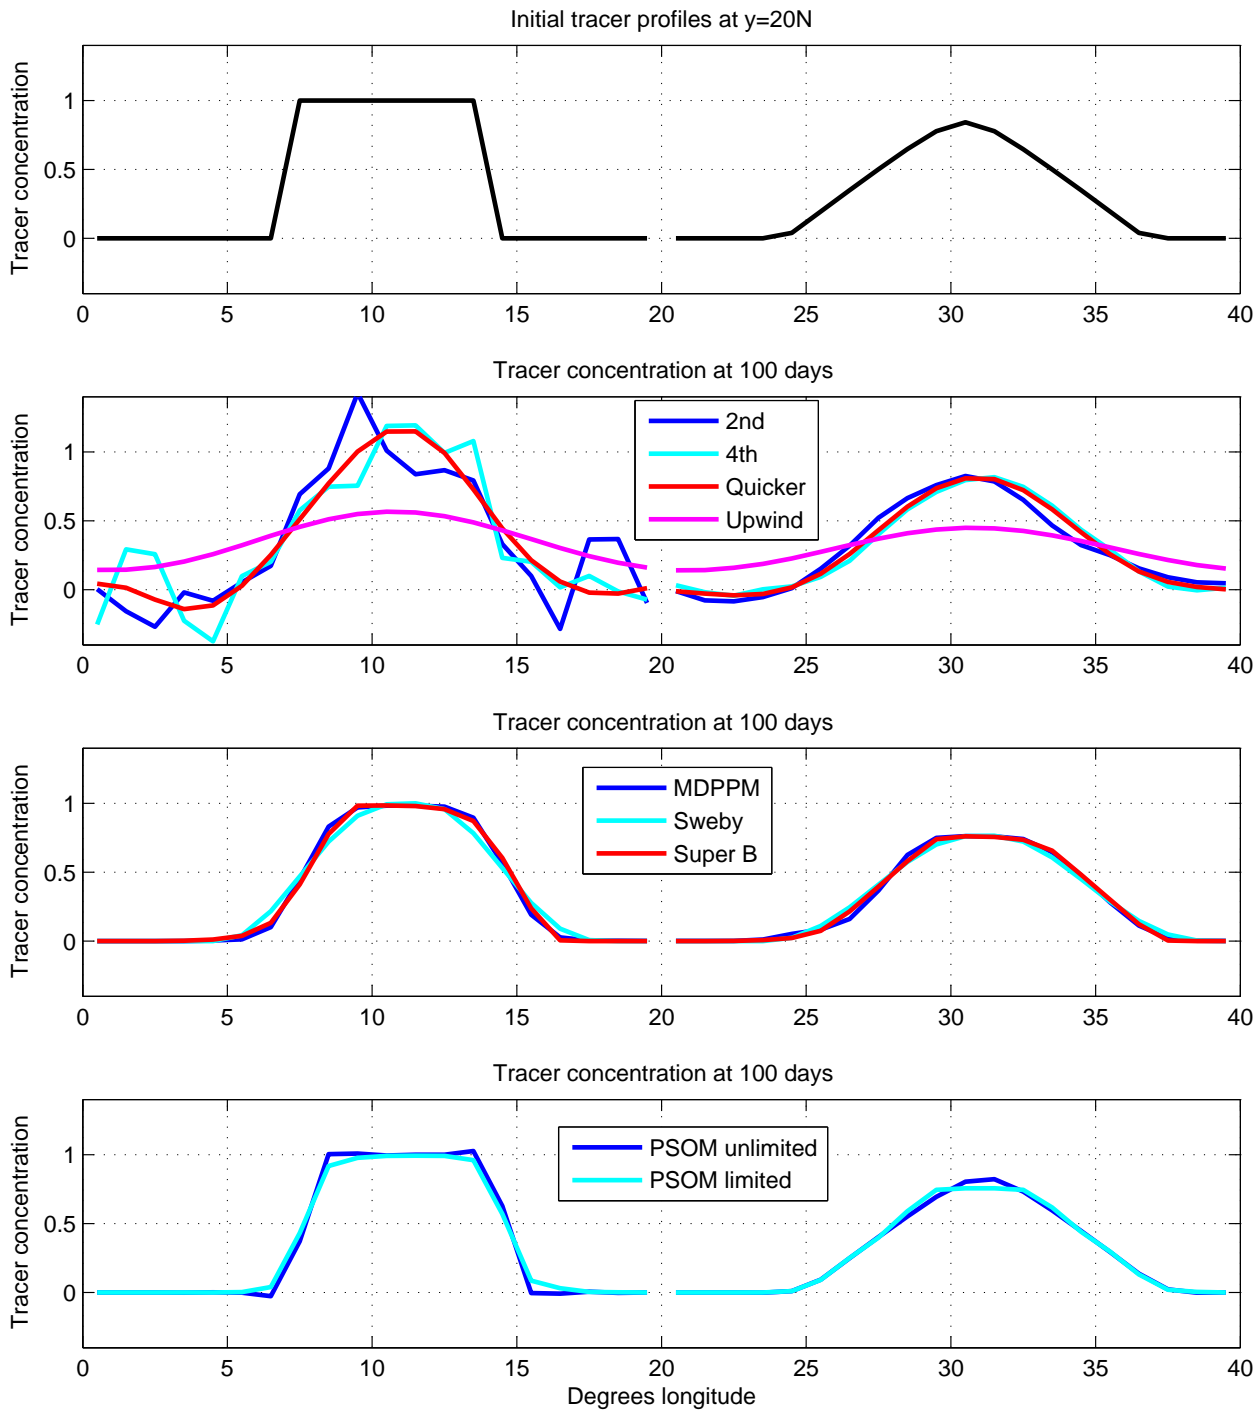 Initial tracer profiles at y=20N
Tracer concentration
1
0.5
0
0 5 10 15 20 25 30 35 40
Tracer concentration at 100 days
Tracer concentration
1
0.5
0
2nd
4th
Quicker
Upwind
0 5 10 15 20 25 30 35 40
Tracer concentration at 100 days
Tracer concentration
1
0.5
0
MDPPM
Sweby
Super B
0 5 10 15 20 25 30 35 40
Tracer concentration at 100 days
Tracer concentration
1
0.5
0
PSOM unlimited
PSOM limited
0 5 10 15 20 25 30 35 40
Degrees longitude